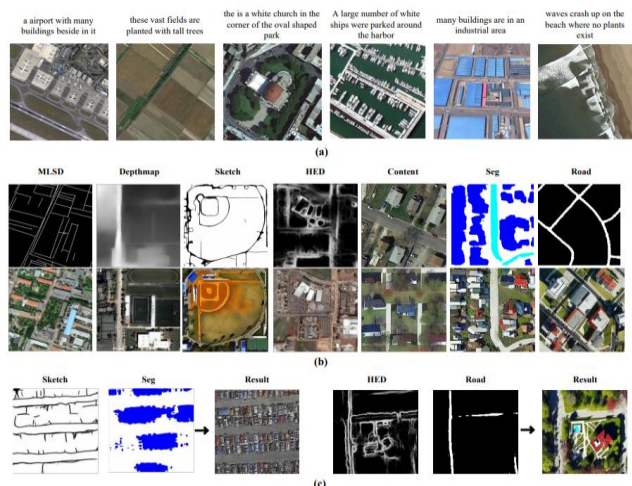 a airport with many
buildings beside in it
these vast fields are
planted with tall trees
the is a white church in the
corner of the oval shaped
park
A large number of white
ships were parked around
the harbor
many buildings are in an
industrial area
waves crash up on the
beach where no plants
exist
(a)
MLSD Depthmap Sketch HED Content Seg Road
(b)
Sketch Seg Result HED Road Result
(c)